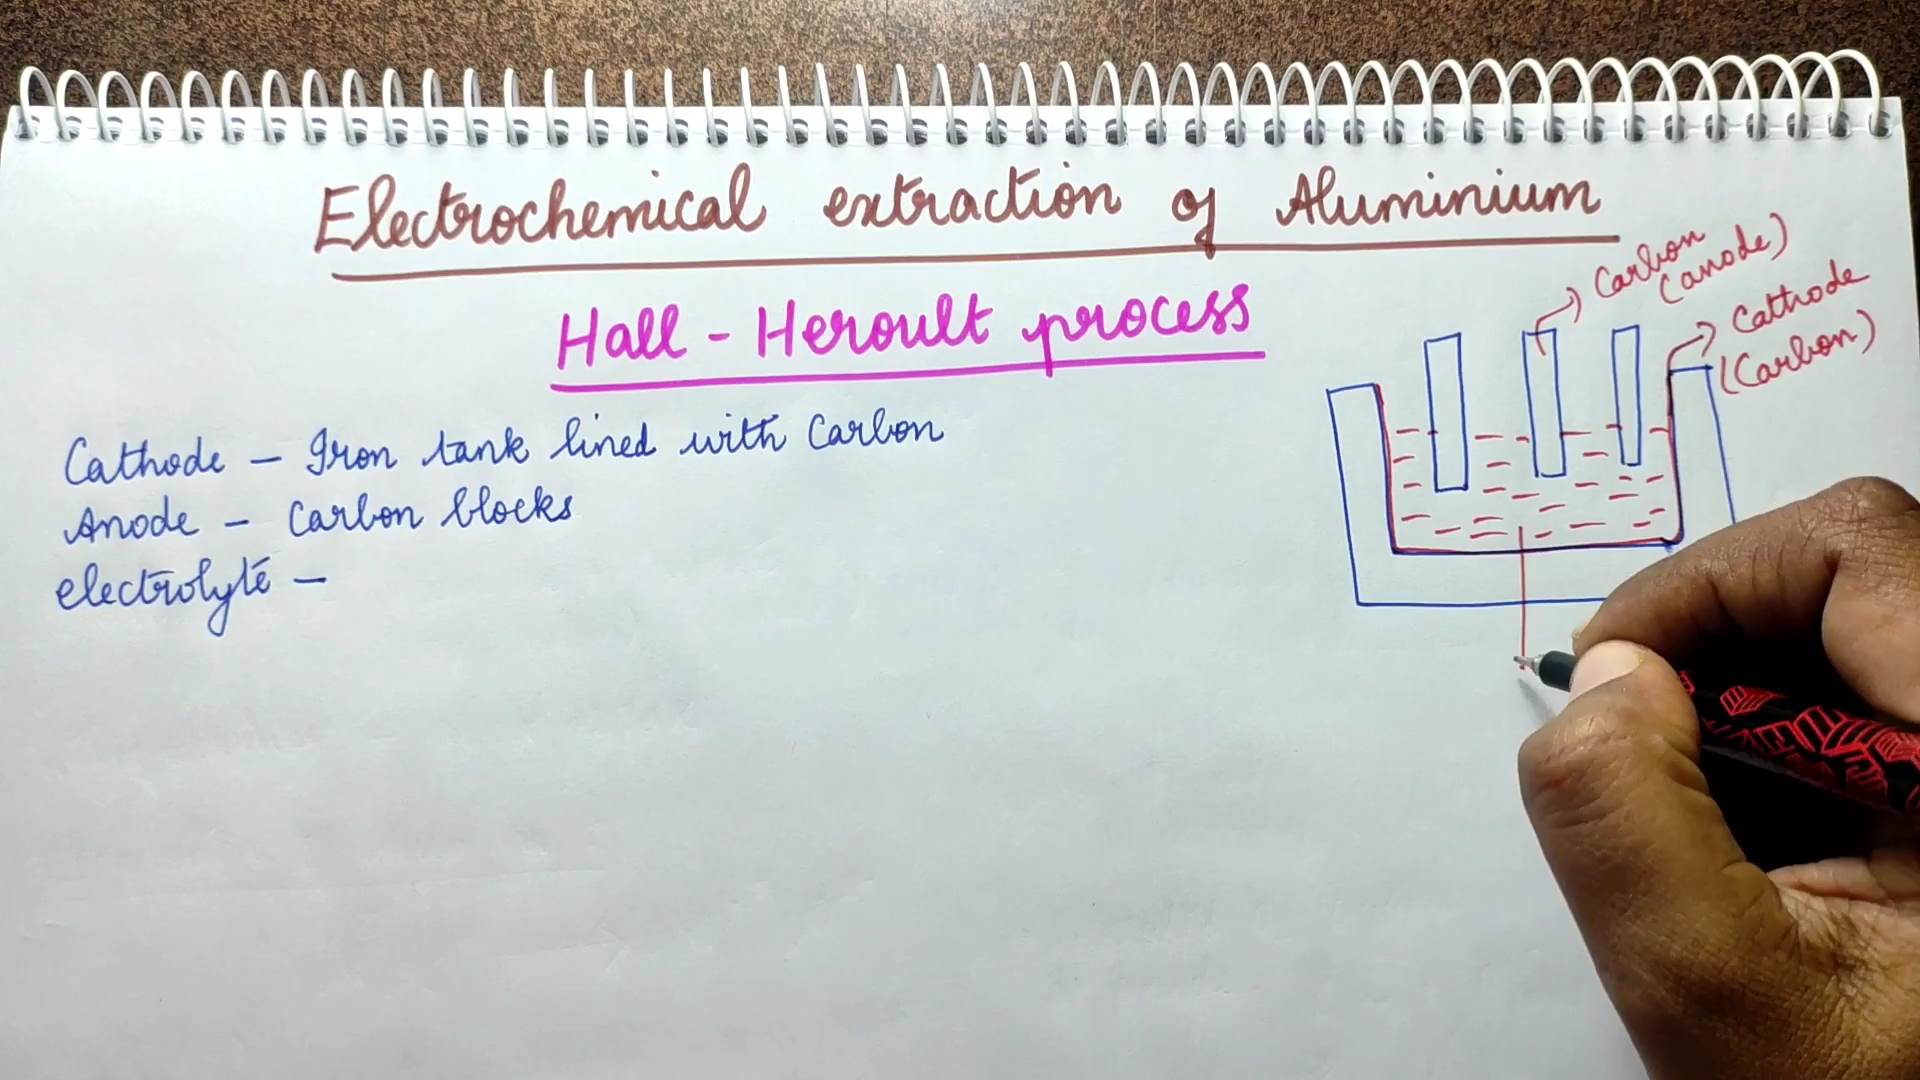 Electrochemical extraction of Aluminium
Hall - Heroult process
Carbon
(anode)
Cathode
(Carbon)
Cathode - Iron tank lined with Carbon
Anode - Carbon blocks
electrolyte -